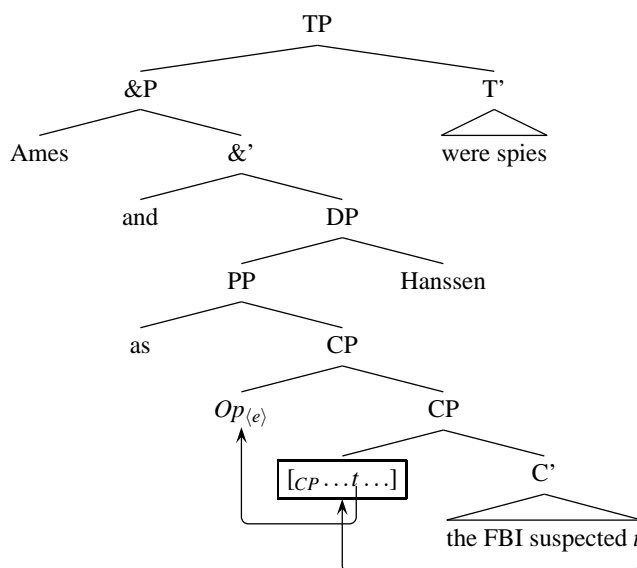 TP
&P T’
Ames &’ were spies
and DP
PP Hanssen
as CP
Op⟨e⟩ CP
[CP …t …] C’
the FBI suspected t